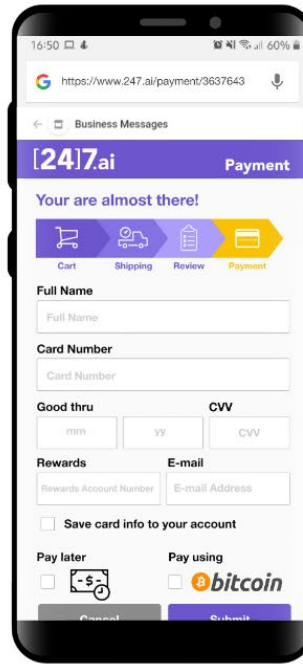 16:50 60%
https://www.247.ai/payment/3637643
Business Messages
[24]7.ai Payment
Your are almost there!
Cart Shipping Review Payment
Full Name
Full Name
Card Number
Card Number
Good thru CVV
mm yy CVV
Rewards E-mail
Rewards Account Number E-mail Address
Save card info to your account
Pay later Pay using
-$- bitcoin
Cancel Submit